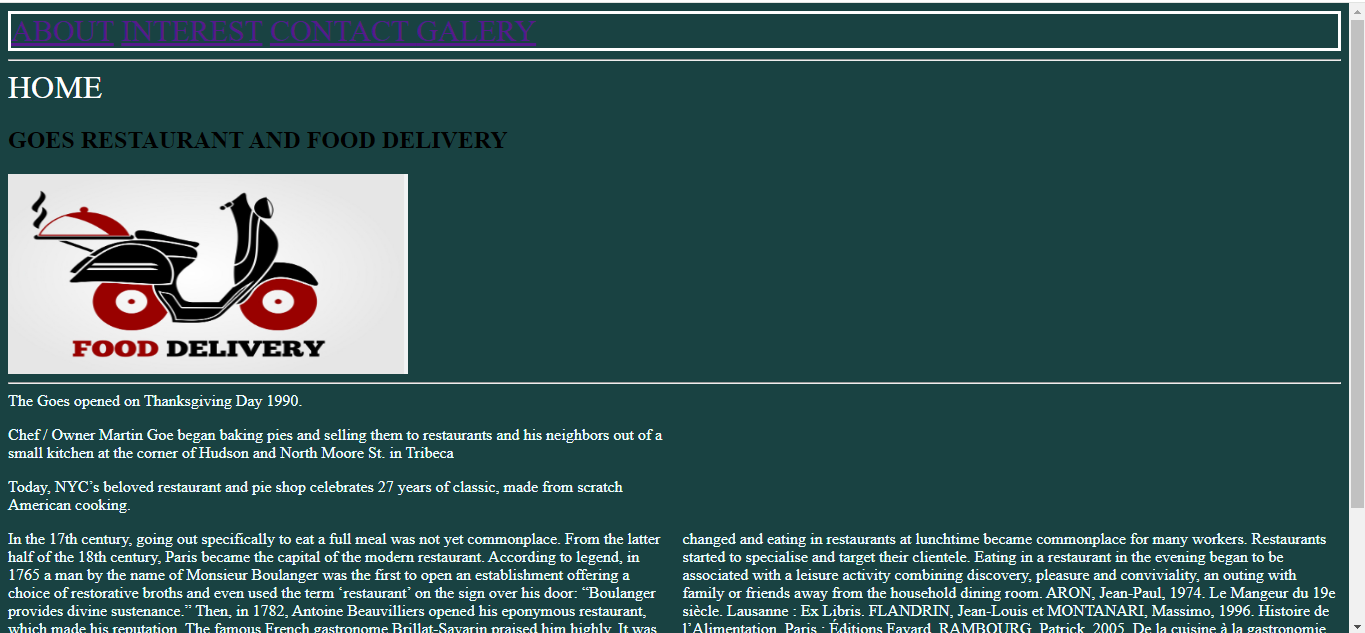 ABOUT INTEREST CONTACT GALERY
HOME
GOES RESTAURANT AND FOOD DELIVERY
FOOD DELIVERY
The Goes opened on Thanksgiving Day 1990.
Chef / Owner Martin Goe began baking pies and selling them to restaurants and his neighbors out of a
small kitchen at the corner of Hudson and North Moore St. in Tribeca
Today, NYC’s beloved restaurant and pie shop celebrates 27 years of classic, made from scratch
American cooking.
In the 17th century, going out specifically to eat a full meal was not yet commonplace. From the latter
half of the 18th century, Paris became the capital of the modern restaurant. According to legend, in
1765 a man by the name of Monsieur Boulanger was the first to open an establishment offering a
choice of restorative broths and even used the term ‘restaurant’ on the sign over his door: “Boulanger
provides divine sustenance.” Then, in 1782, Antoine Beauvilliers opened his eponymous restaurant,
which made his reputation. The famous French gastronome Brillat-Savarin praised him highly. It was
changed and eating in restaurants at lunchtime became commonplace for many workers. Restaurants
started to specialise and target their clientele. Eating in a restaurant in the evening began to be
associated with a leisure activity combining discovery, pleasure and conviviality, an outing with
family or friends away from the household dining room. ARON, Jean-Paul, 1974. Le Mangeur du 19e
siècle. Lausanne : Ex Libris. FLANDRIN, Jean-Louis et MONTANARI, Massimo, 1996. Histoire de
l’Alimentation. Paris : Éditions Fayard. RAMBOURG, Patrick, 2005. De la cuisine à la gastronomie.